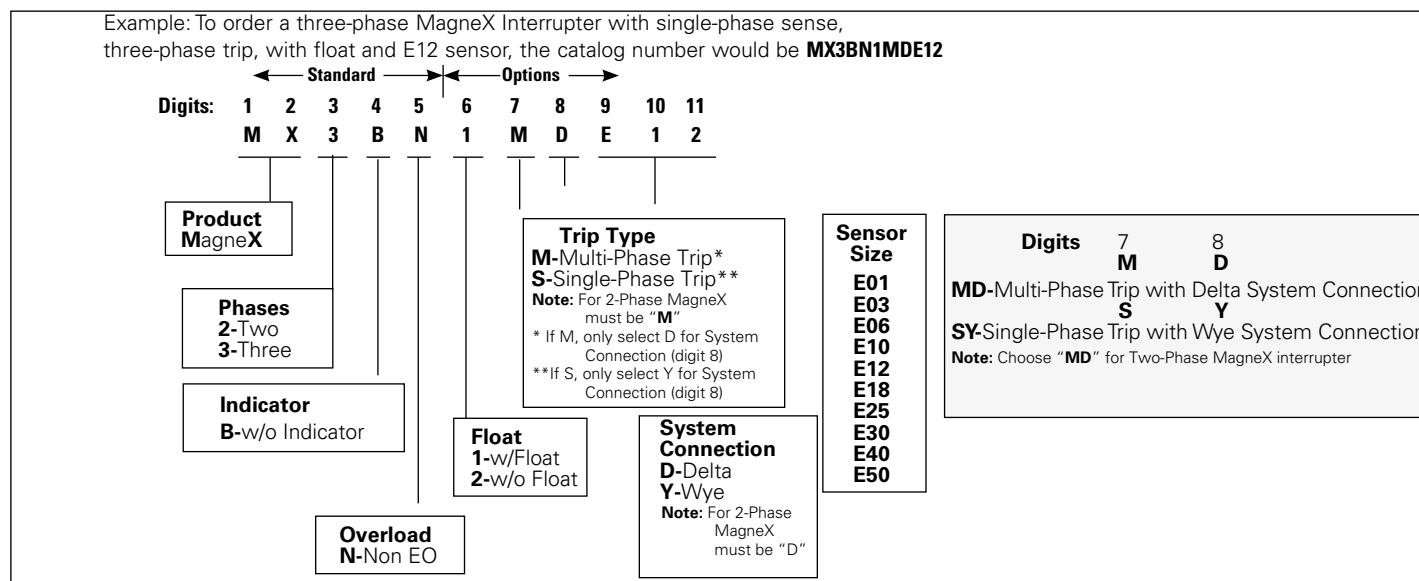 Example: To order a three-phase MagneX Interrupter with single-phase sense,
three-phase trip, with float and E12 sensor, the catalog number would be MX3BN1MDE12
Standard Options
Digits: 1 2 3 4 5 6 7 8 9 10 11
M X 3 B N 1 M D E 1 2
Product
MagneX
Phases
2-Two
3-Three
Indicator
B-w/o Indicator
Overload
N-Non EO
Float
1-w/Float
2-w/o Float
Trip Type
M-Multi-Phase Trip*
S-Single-Phase Trip**
Note: For 2-Phase MagneX
must be "M"
* If M, only select D for System
Connection (digit 8)
**If S, only select Y for System
Connection (digit 8)
System
Connection
D-Delta
Y-Wye
Note: For 2-Phase
MagneX
must be "D"
Sensor
Size
E01
E03
E06
E10
E12
E18
E25
E30
E40
E50
Digits 7 8
M D
MD-Multi-Phase Trip with Delta System Connection
S Y
SY-Single-Phase Trip with Wye System Connection
Note: Choose "MD" for Two-Phase MagneX interrupter